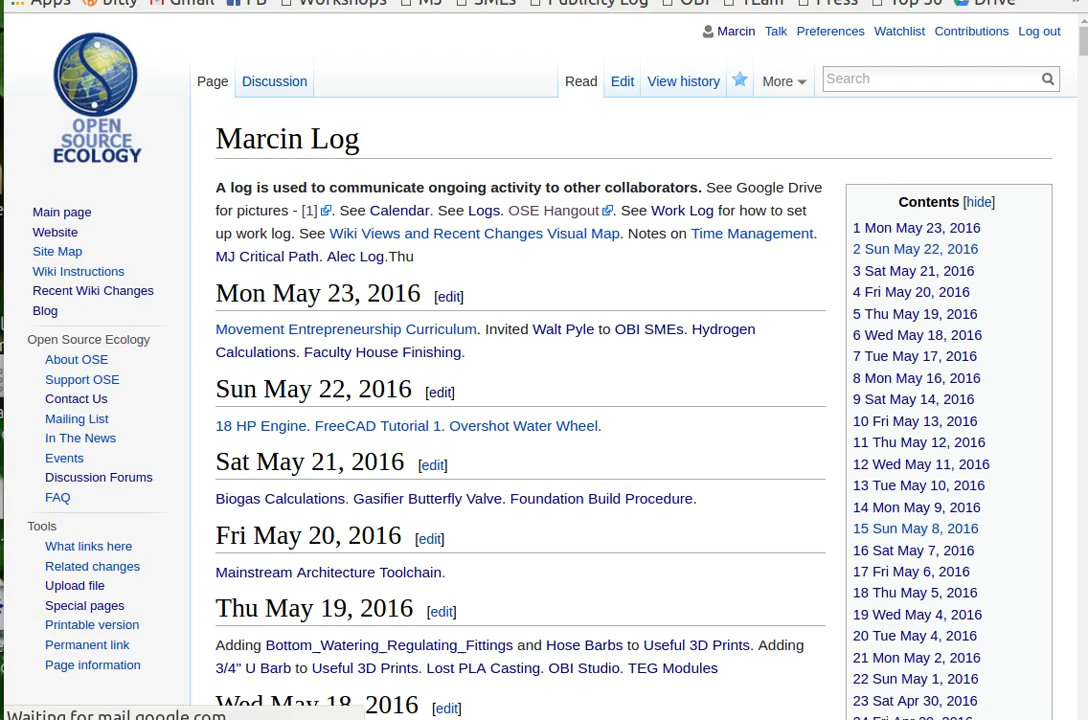 Apps Bitly Gmail FB Workshops MJ SMEs Publicity Log OBI TEam Press Top 50 Drive
Marcin Talk Preferences Watchlist Contributions Log out
Page Discussion Read Edit View history More Search
OPEN
SOURCE
ECOLOGY
Main page
Website
Site Map
Wiki Instructions
Recent Wiki Changes
Blog
Open Source Ecology
About OSE
Support OSE
Contact Us
Mailing List
In The News
Events
Discussion Forums
FAQ
Tools
What links here
Related changes
Upload file
Special pages
Printable version
Permanent link
Page information
Marcin Log
A log is used to communicate ongoing activity to other collaborators. See Google Drive
for pictures - [1]. See Calendar. See Logs. OSE Hangout. See Work Log for how to set
up work log. See Wiki Views and Recent Changes Visual Map. Notes on Time Management.
MJ Critical Path. Alec Log.Thu
Mon May 23, 2016 [edit]
Movement Entrepreneurship Curriculum. Invited Walt Pyle to OBI SMEs. Hydrogen
Calculations. Faculty House Finishing.
Sun May 22, 2016 [edit]
18 HP Engine. FreeCAD Tutorial 1. Overshot Water Wheel.
Sat May 21, 2016 [edit]
Biogas Calculations. Gasifier Butterfly Valve. Foundation Build Procedure.
Fri May 20, 2016 [edit]
Mainstream Architecture Toolchain.
Thu May 19, 2016 [edit]
Adding Bottom_Watering_Regulating_Fittings and Hose Barbs to Useful 3D Prints. Adding
3/4" U Barb to Useful 3D Prints. Lost PLA Casting. OBI Studio. TEG Modules
Wed May 18, 2016 [edit]
Contents [hide]
1 Mon May 23, 2016
2 Sun May 22, 2016
3 Sat May 21, 2016
4 Fri May 20, 2016
5 Thu May 19, 2016
6 Wed May 18, 2016
7 Tue May 17, 2016
8 Mon May 16, 2016
9 Sat May 14, 2016
10 Fri May 13, 2016
11 Thu May 12, 2016
12 Wed May 11, 2016
13 Tue May 10, 2016
14 Mon May 9, 2016
15 Sun May 8, 2016
16 Sat May 7, 2016
17 Fri May 6, 2016
18 Thu May 5, 2016
19 Wed May 4, 2016
20 Tue May 4, 2016
21 Mon May 2, 2016
22 Sun May 1, 2016
23 Sat Apr 30, 2016
24 Fri Apr 29, 2016
Waiting for mail.google.com